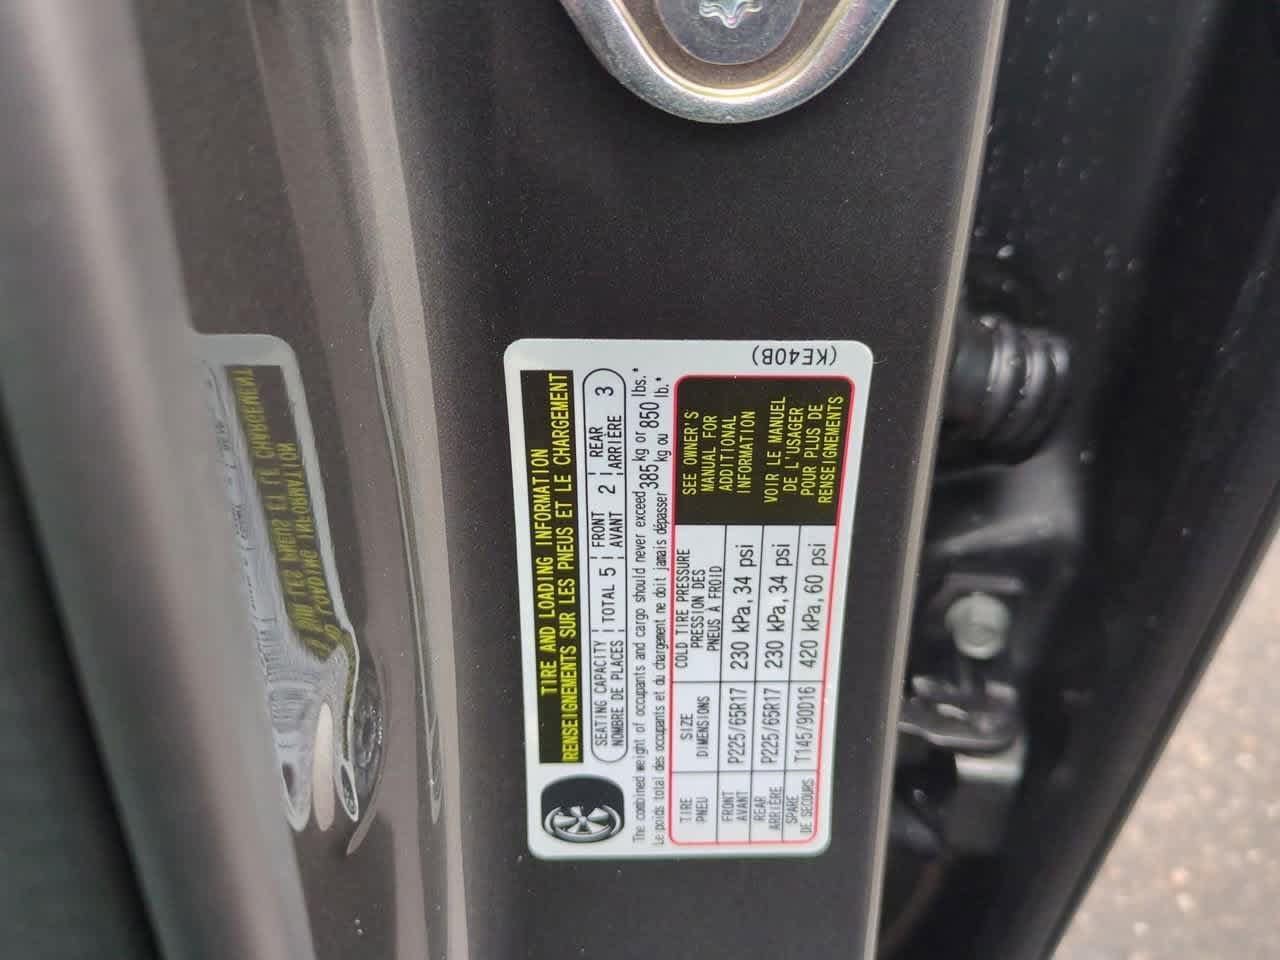 TIRE AND LOADING INFORMATION
RENSEIGNEMENTS SUR LES PNEUS ET LE CHARGEMENT
SEATING CAPACITY | TOTAL 5 | FRONT 2 | REAR 3
NOMBRE DE PLACES | AVANT | ARRIÈRE
The combined weight of occupants and cargo should never exceed 385 kg or 850 lbs.*
Le poids total des occupants et du chargement ne doit jamais dépasser kg ou lb.*
TIRE SIZE COLD TIRE PRESSURE
PNEU DIMENSIONS PRESSION DES
PNEUS À FROID
FRONT P225/65R17 230 kPa, 34 psi
AVANT
REAR P225/65R17 230 kPa, 34 psi
ARRIÈRE
SPARE T145/90D16 420 kPa, 60 psi
DE SECOURS
SEE OWNER'S
MANUAL FOR
ADDITIONAL
INFORMATION
VOIR LE MANUEL
DE L'USAGER
POUR PLUS DE
RENSEIGNEMENTS
(KE40B)